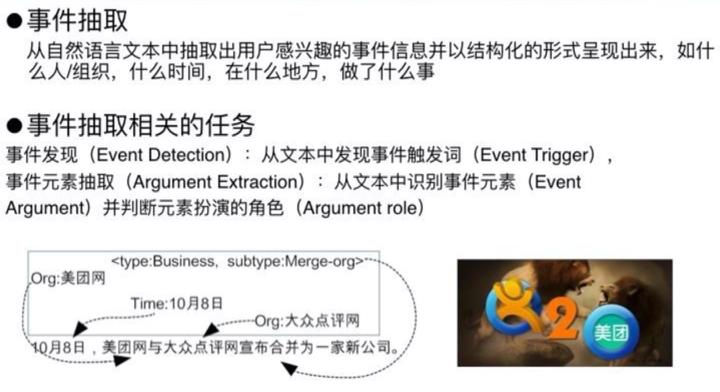 ●事件抽取
从自然语言文本中抽取出用户感兴趣的事件信息并以结构化的形式呈现出来，如什
么人/组织，什么时间，在什么地方，做了什么事
●事件抽取相关的任务
事件发现（Event Detection）：从文本中发现事件触发词（Event Trigger），
事件元素抽取（Argument Extraction）：从文本中识别事件元素（Event
Argument）并判断元素扮演的角色（Argument role）
<type:Business, subtype:Merge-org>
Org:美团网
Time:10月8日
Org:大众点评网
10月8日，美团网与大众点评网宣布合并为一家新公司。
2
美团